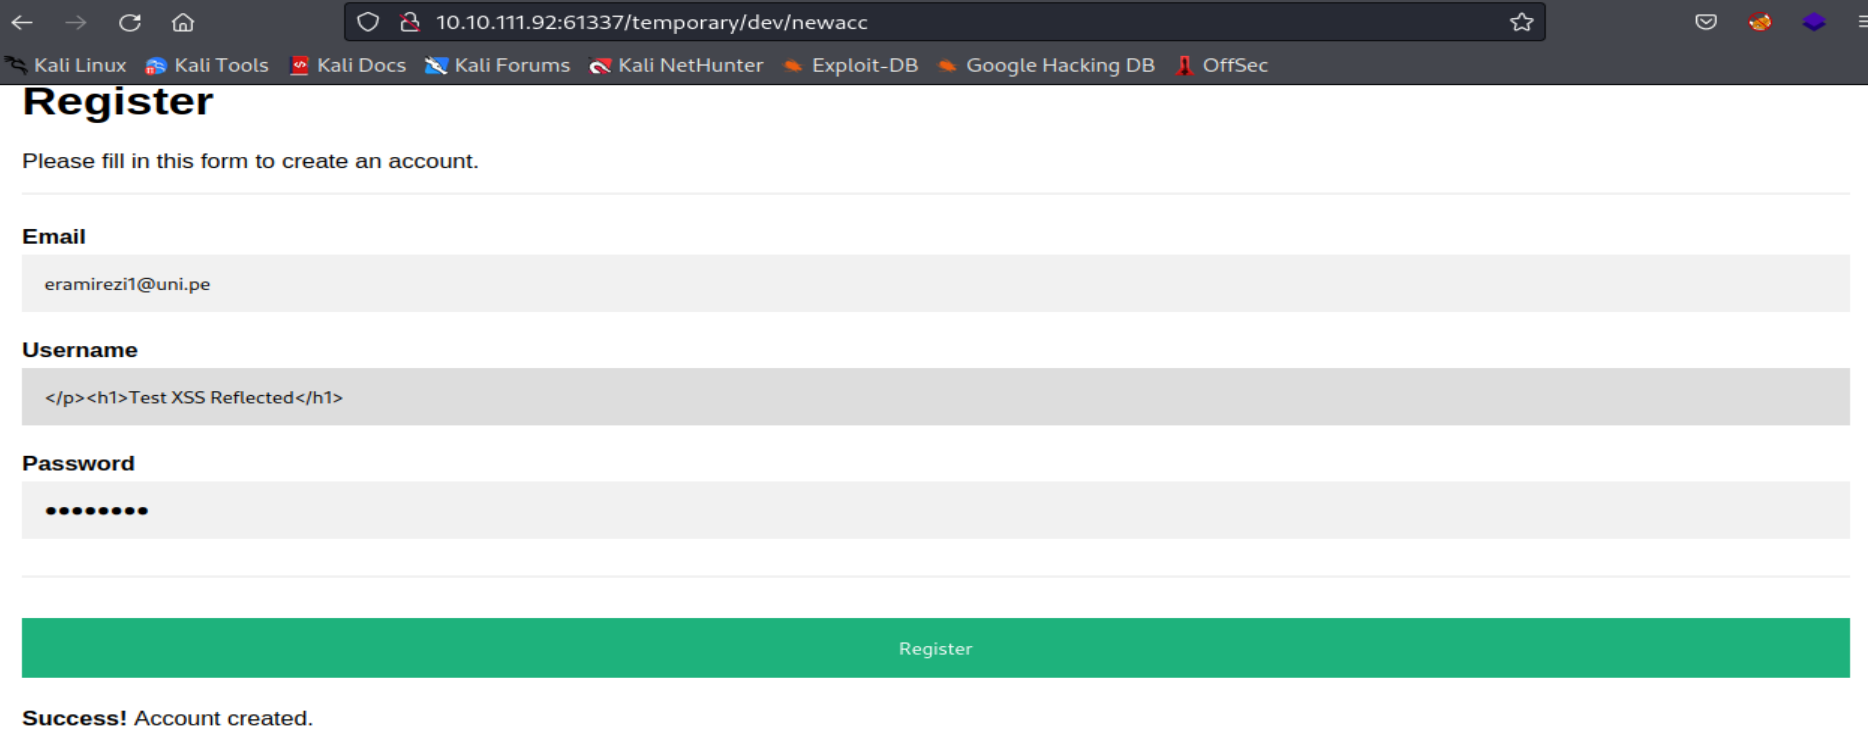 10.10.111.92:61337/temporary/dev/newacc
Kali Linux Kali Tools Kali Docs Kali Forums Kali NetHunter Exploit-DB Google Hacking DB OffSec
Register
Please fill in this form to create an account.
Email
eramirezi1@uni.pe
Username
</p><h1>Test XSS Reflected</h1>
Password
••••••••
Register
Success! Account created.